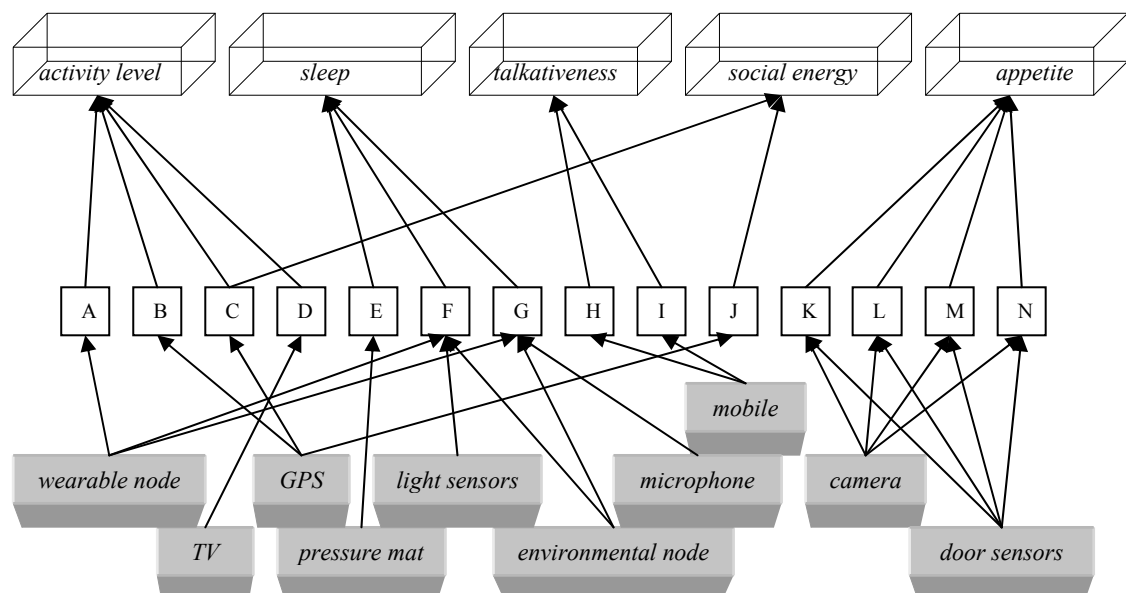 activity level
sleep
talkativeness
social energy
appetite
A
B
C
D
E
F
G
H
I
J
K
L
M
N
mobile
wearable node
GPS
light sensors
microphone
camera
TV
pressure mat
environmental node
door sensors